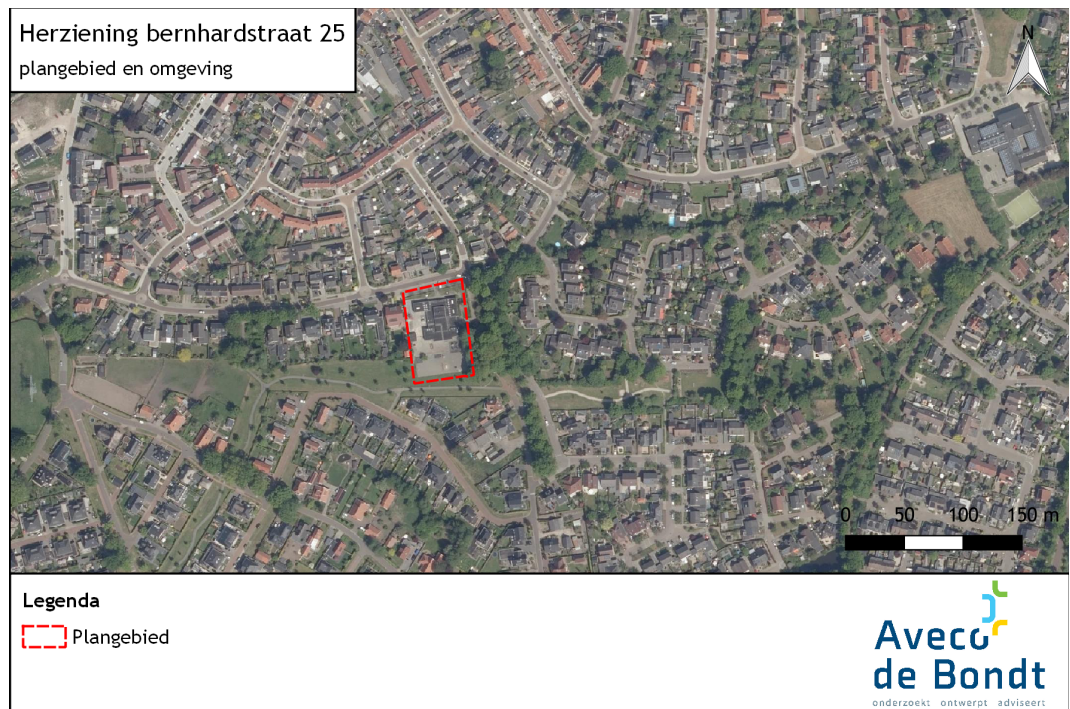 Herziening bernhardstraat 25
plangebied en omgeving
N
0 50 100 150 m
Legenda
Plangebied
Aveco
de Bondt
onderzoekt ontwerpt adviseert